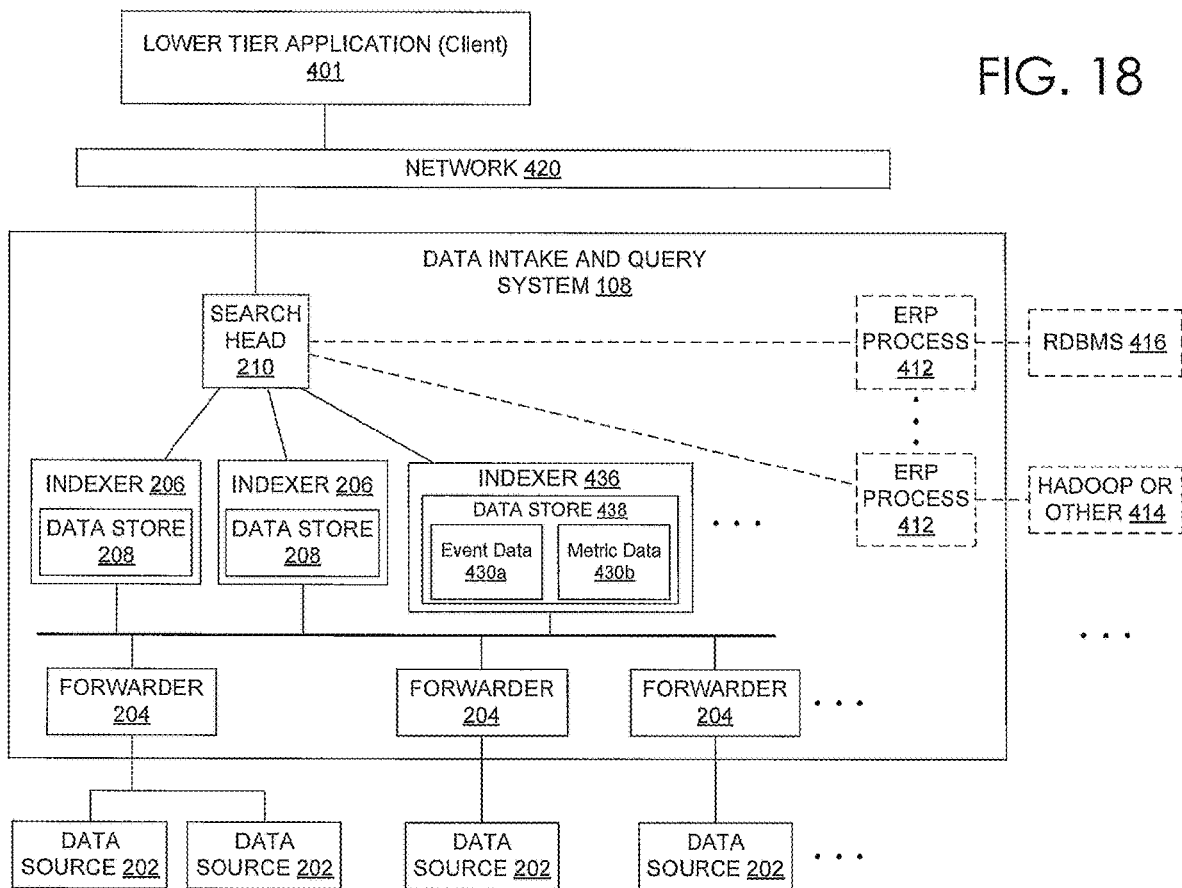 LOWER TIER APPLICATION (Client)
401
FIG. 18
NETWORK 420
DATA INTAKE AND QUERY
SYSTEM 108
SEARCH
HEAD
210
ERP
PROCESS
412
RDBMS 416
INDEXER 206
DATA STORE
208
INDEXER 206
DATA STORE
208
INDEXER 436
DATA STORE 438
Event Data
430a
Metric Data
430b
ERP
PROCESS
412
HADOOP OR
OTHER 414
FORWARDER
204
FORWARDER
204
FORWARDER
204
DATA
SOURCE 202
DATA
SOURCE 202
DATA
SOURCE 202
DATA
SOURCE 202